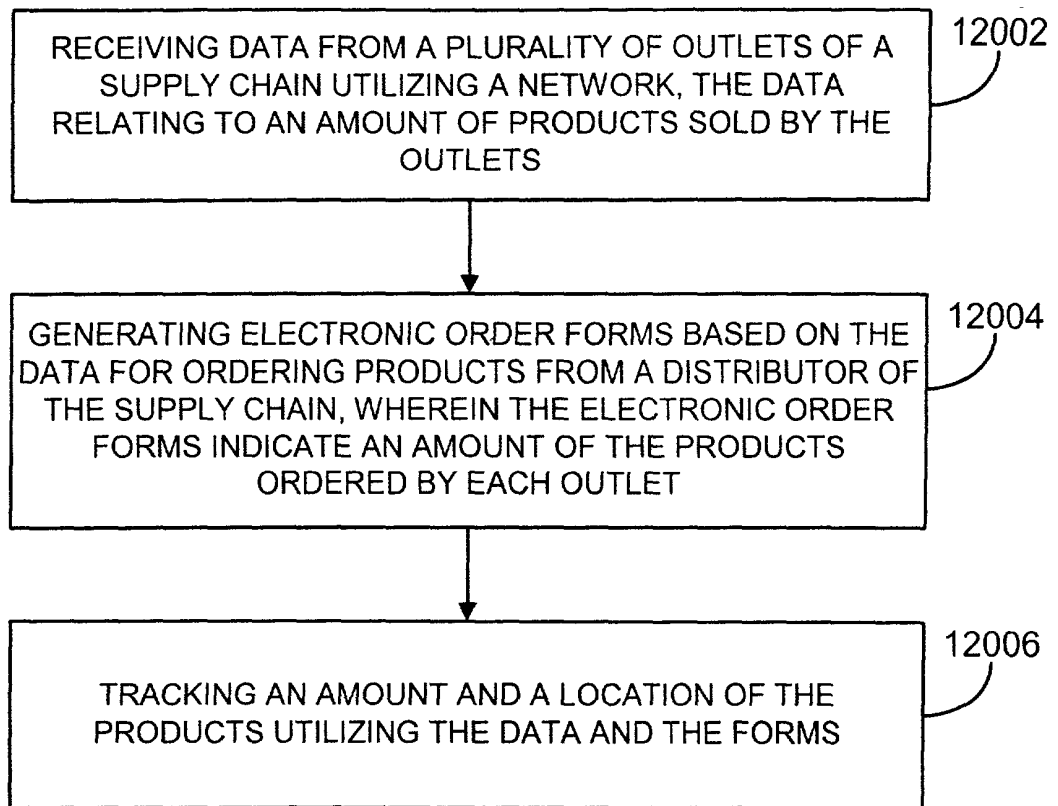 RECEIVING DATA FROM A PLURALITY OF OUTLETS OF A
SUPPLY CHAIN UTILIZING A NETWORK, THE DATA
RELATING TO AN AMOUNT OF PRODUCTS SOLD BY THE
OUTLETS
12002
GENERATING ELECTRONIC ORDER FORMS BASED ON THE
DATA FOR ORDERING PRODUCTS FROM A DISTRIBUTOR OF
THE SUPPLY CHAIN, WHEREIN THE ELECTRONIC ORDER
FORMS INDICATE AN AMOUNT OF THE PRODUCTS
ORDERED BY EACH OUTLET
12004
TRACKING AN AMOUNT AND A LOCATION OF THE
PRODUCTS UTILIZING THE DATA AND THE FORMS
12006